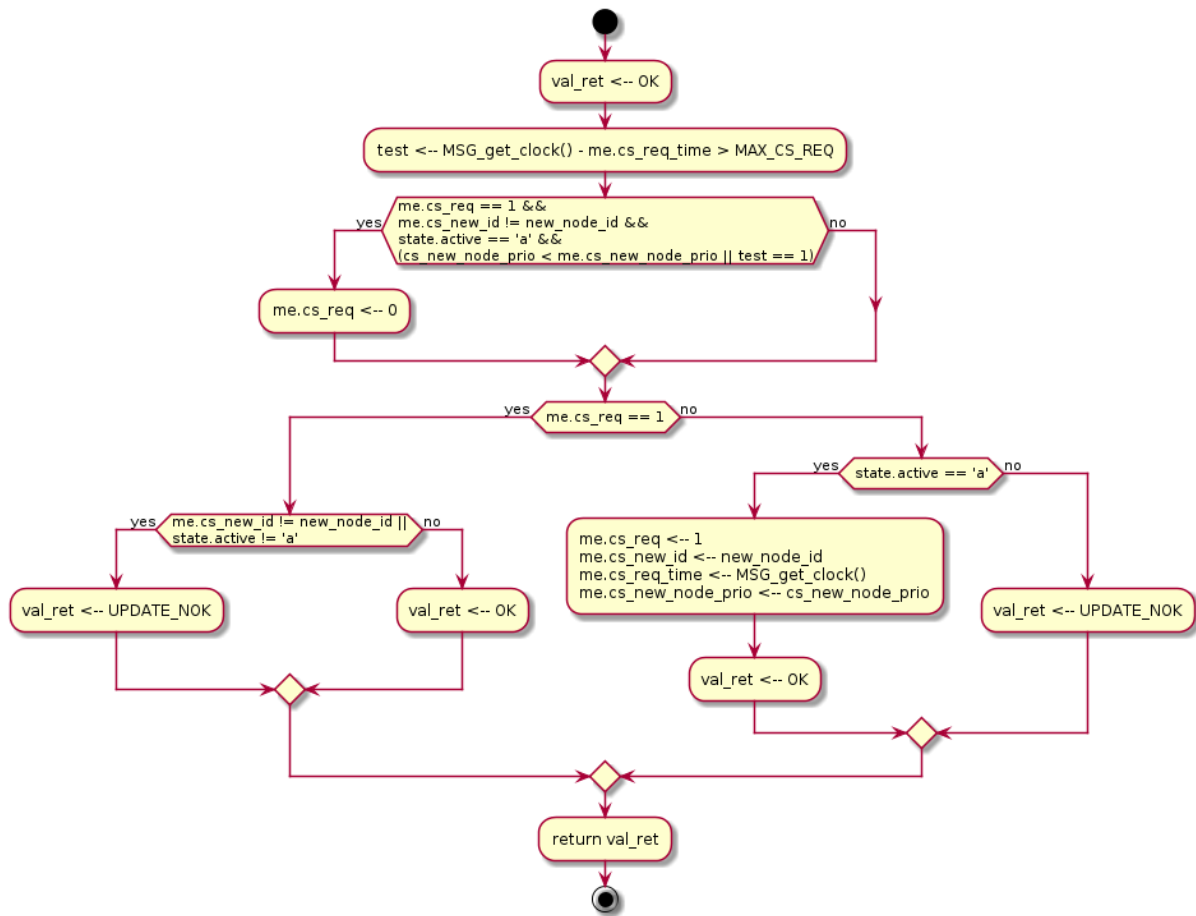 val_ret <-- OK
test <-- MSG_get_clock() - me.cs_req_time > MAX_CS_REQ
yes
me.cs_req == 1 &&
me.cs_new_id != new_node_id &&
state.active == 'a' &&
(cs_new_node_prio < me.cs_new_node_prio || test == 1)
no
me.cs_req <-- 0
yes
me.cs_req == 1
no
yes
state.active == 'a'
no
yes
me.cs_new_id != new_node_id ||
state.active != 'a'
no
me.cs_req <-- 1
me.cs_new_id <-- new_node_id
me.cs_req_time <-- MSG_get_clock()
me.cs_new_node_prio <-- cs_new_node_prio
val_ret <-- UPDATE_NOK
val_ret <-- OK
val_ret <-- UPDATE_NOK
val_ret <-- OK
return val_ret